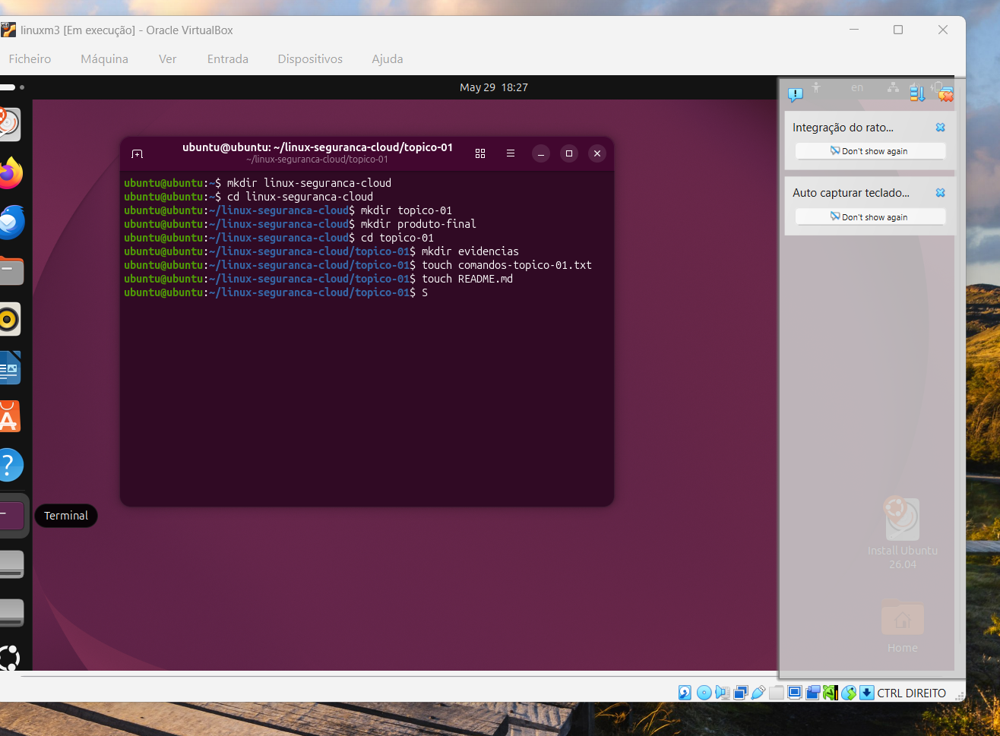 linuxm3 [Em execução] - Oracle VirtualBox
Ficheiro Máquina Ver Entrada Dispositivos Ajuda
May 29 18:27
en
ubuntu@ubuntu: ~/linux-seguranca-cloud/topico-01
~/linux-seguranca-cloud/topico-01
ubuntu@ubuntu:~$ mkdir linux-seguranca-cloud
ubuntu@ubuntu:~$ cd linux-seguranca-cloud
ubuntu@ubuntu:~/linux-seguranca-cloud$ mkdir topico-01
ubuntu@ubuntu:~/linux-seguranca-cloud$ mkdir produto-final
ubuntu@ubuntu:~/linux-seguranca-cloud$ cd topico-01
ubuntu@ubuntu:~/linux-seguranca-cloud/topico-01$ mkdir evidencias
ubuntu@ubuntu:~/linux-seguranca-cloud/topico-01$ touch comandos-topico-01.txt
ubuntu@ubuntu:~/linux-seguranca-cloud/topico-01$ touch README.md
ubuntu@ubuntu:~/linux-seguranca-cloud/topico-01$ S
Integração do rato...
Don't show again
Auto capturar teclado...
Don't show again
Terminal
Install Ubuntu
26.04
Home
CTRL DIREITO